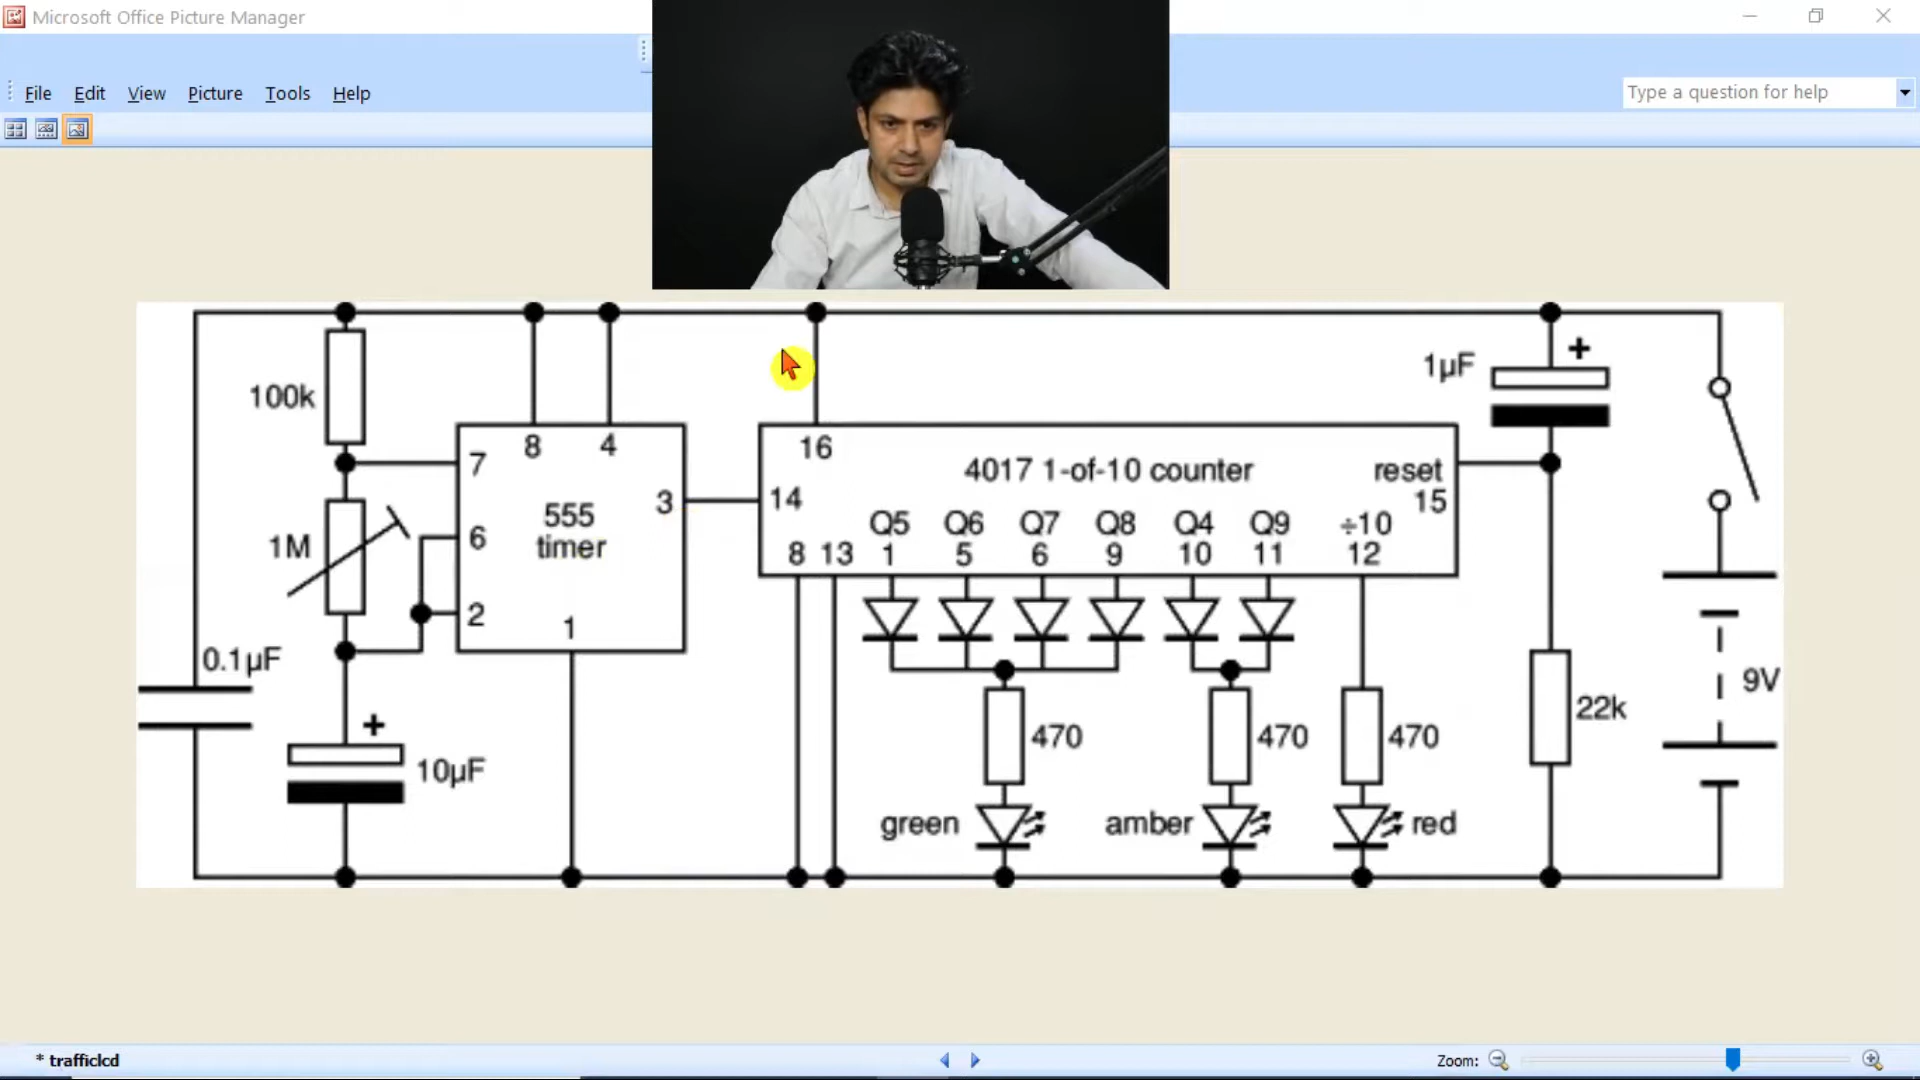 Microsoft Office Picture Manager
File Edit View Picture Tools Help
Type a question for help
100k
1M
0.1µF
10µF
+
7
8
4
6
2
3
1
555
timer
16
14
4017 1-of-10 counter
reset
15
Q5 Q6 Q7 Q8 Q4 Q9 ÷10
8 13 1 5 6 9 10 11 12
1µF
+
470
470
470
22k
9V
green
amber
red
* trafficlcd
Zoom: